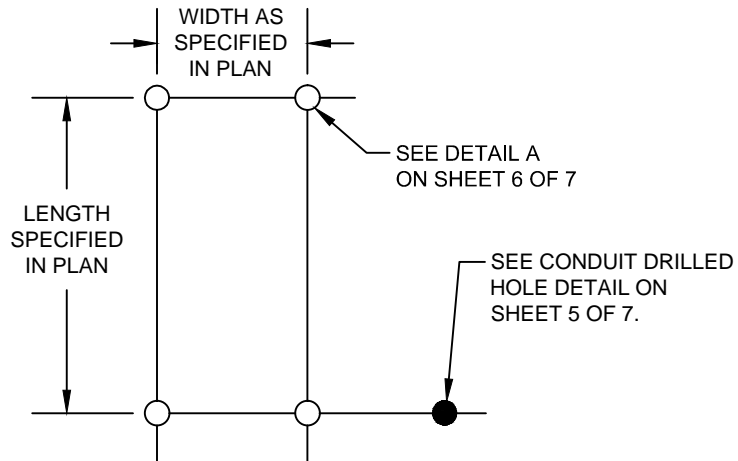 WIDTH AS
SPECIFIED
IN PLAN
SEE DETAIL A
ON SHEET 6 OF 7
LENGTH
SPECIFIED
IN PLAN
SEE CONDUIT DRILLED
HOLE DETAIL ON
SHEET 5 OF 7.